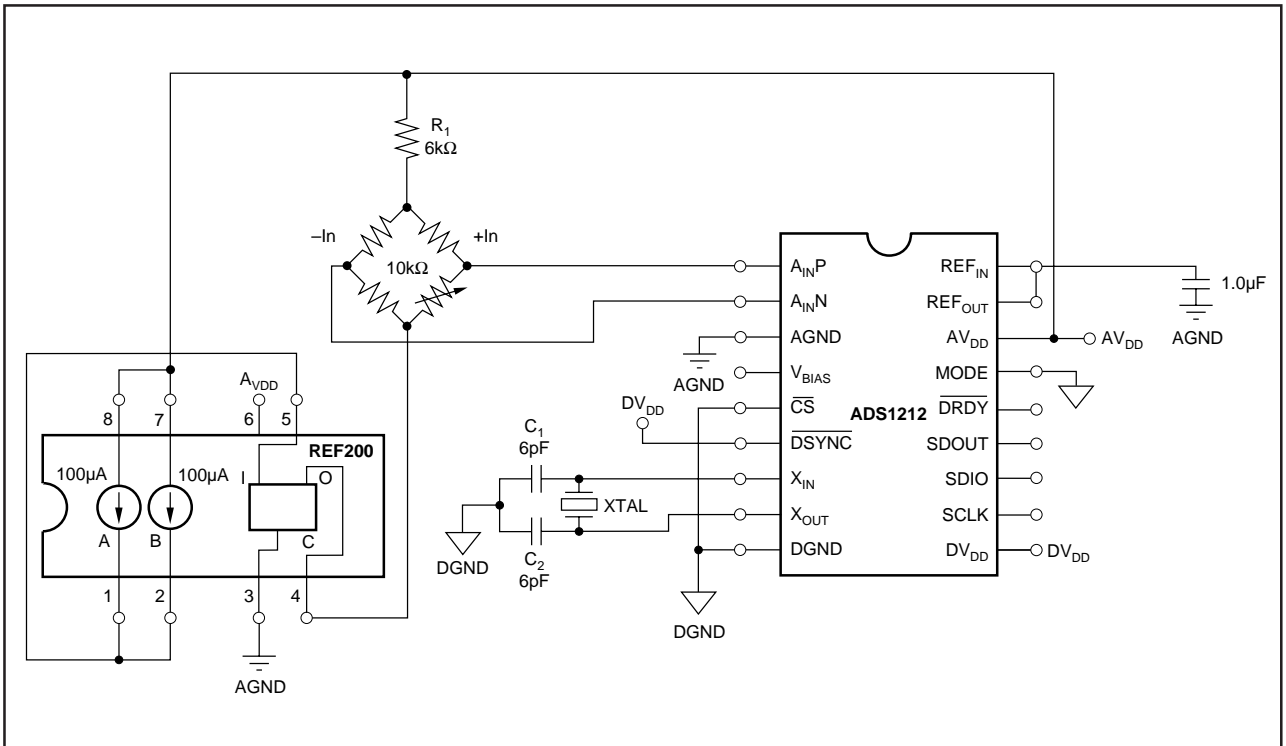 R1
6kΩ
–In
+In
10kΩ
AINP
REFIN
1.0µF
AINN
REFOUT
AGND
AGND
AVDD
AVDD
AGND
VBIAS
MODE
AVDD
DVDD
CS
ADS1212
DRDY
8
7
6
5
C1
6pF
DSYNC
SDOUT
REF200
100µA
100µA
I
O
XIN
SDIO
XTAL
A
B
C
XOUT
SCLK
DGND
C2
6pF
DGND
DVDD
DVDD
1
2
3
4
DGND
AGND